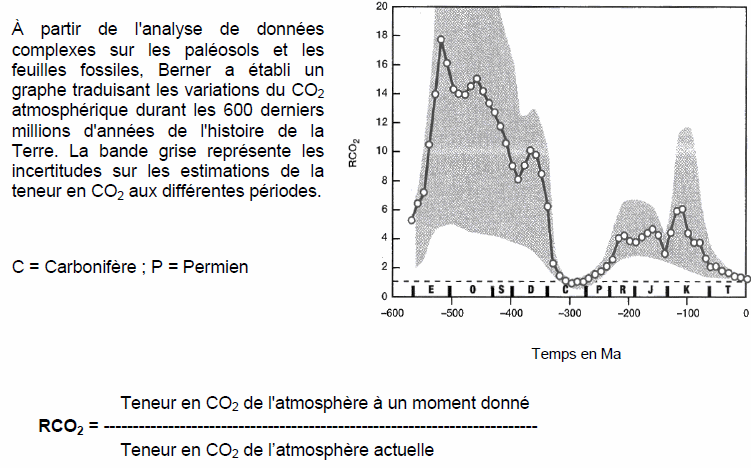 À partir de l'analyse de données
complexes sur les paléosols et les
feuilles fossiles, Berner a établi un
graphe traduisant les variations du CO2
atmosphérique durant les 600 derniers
millions d'années de l'histoire de la
Terre. La bande grise représente les
incertitudes sur les estimations de la
teneur en CO2 aux différentes périodes.
C = Carbonifère ; P = Permien
RCO2
20
18
16
14
12
10
8
6
4
2
0
E O S D C P R J K T
-600 -500 -400 -300 -200 -100 0
Temps en Ma
Teneur en CO2 de l'atmosphère à un moment donné
RCO2 = ------------------------------------------------------------------------
Teneur en CO2 de l'atmosphère actuelle